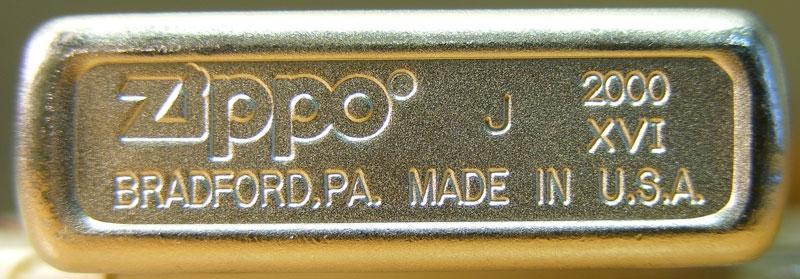 Zippo J 2000
XVI
BRADFORD,PA. MADE IN U.S.A.